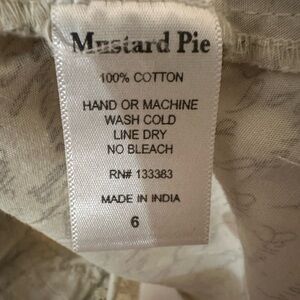 Mustard Pie
100% COTTON
HAND OR MACHINE
WASH COLD
LINE DRY
NO BLEACH
RN# 133383
MADE IN INDIA
6